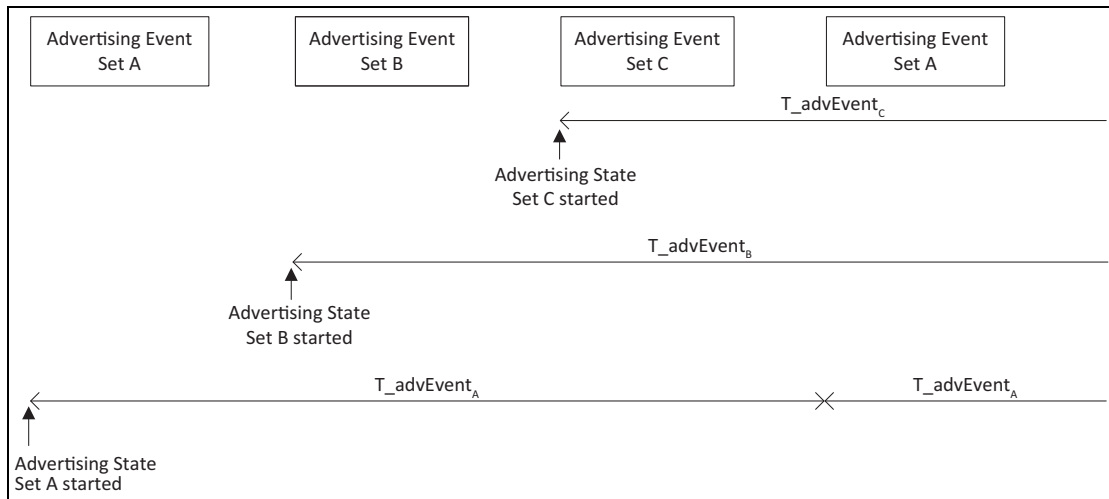 Advertising Event
Set A
Advertising Event
Set B
Advertising Event
Set C
Advertising Event
Set A
T_advEventC
Advertising State
Set C started
T_advEventB
Advertising State
Set B started
T_advEventA
T_advEventA
Advertising State
Set A started